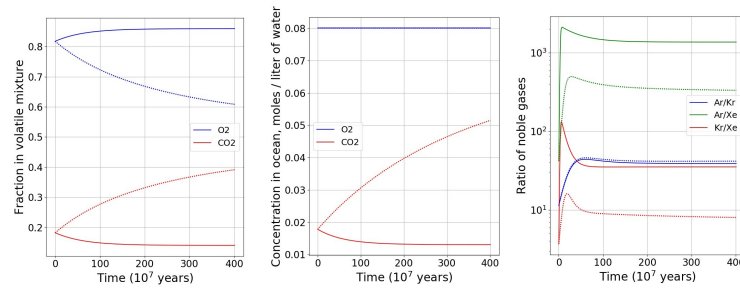 Fraction in volatile mixture
0.8
0.7
0.6
0.5
0.4
0.3
0.2
O2
CO2
0 100 200 300 400
Time (10⁷ years)
Concentration in ocean, moles / liter of water
0.08
0.07
0.06
0.05
0.04
0.03
0.02
0.01
O2
CO2
0 100 200 300 400
Time (10⁷ years)
Ratio of noble gases
10³
10²
10¹
Ar/Kr
Ar/Xe
Kr/Xe
0 100 200 300 400
Time (10⁷ years)